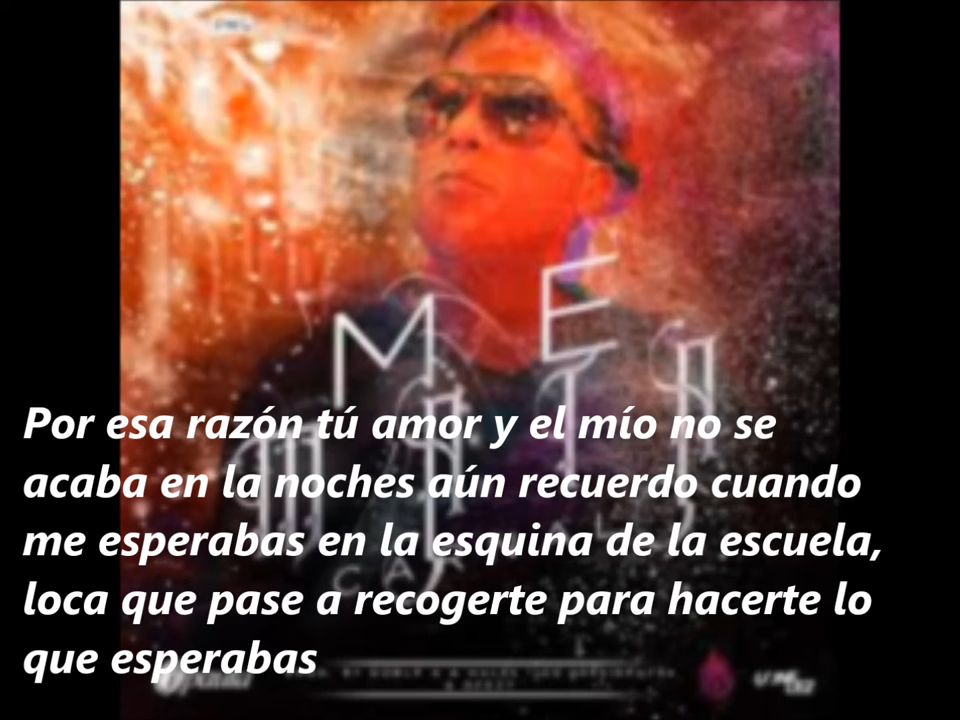 M E
Por esa razón tú amor y el mío no se
acaba en la noches aún recuerdo cuando
me esperabas en la esquina de la escuela,
loca que pase a recogerte para hacerte lo
que esperabas